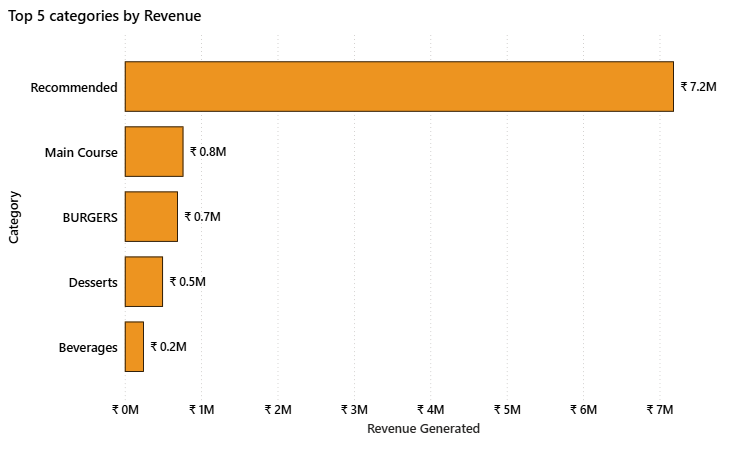 Top 5 categories by Revenue
Category
Recommended
₹ 7.2M
Main Course
₹ 0.8M
BURGERS
₹ 0.7M
Desserts
₹ 0.5M
Beverages
₹ 0.2M
₹ 0M
₹ 1M
₹ 2M
₹ 3M
₹ 4M
₹ 5M
₹ 6M
₹ 7M
Revenue Generated